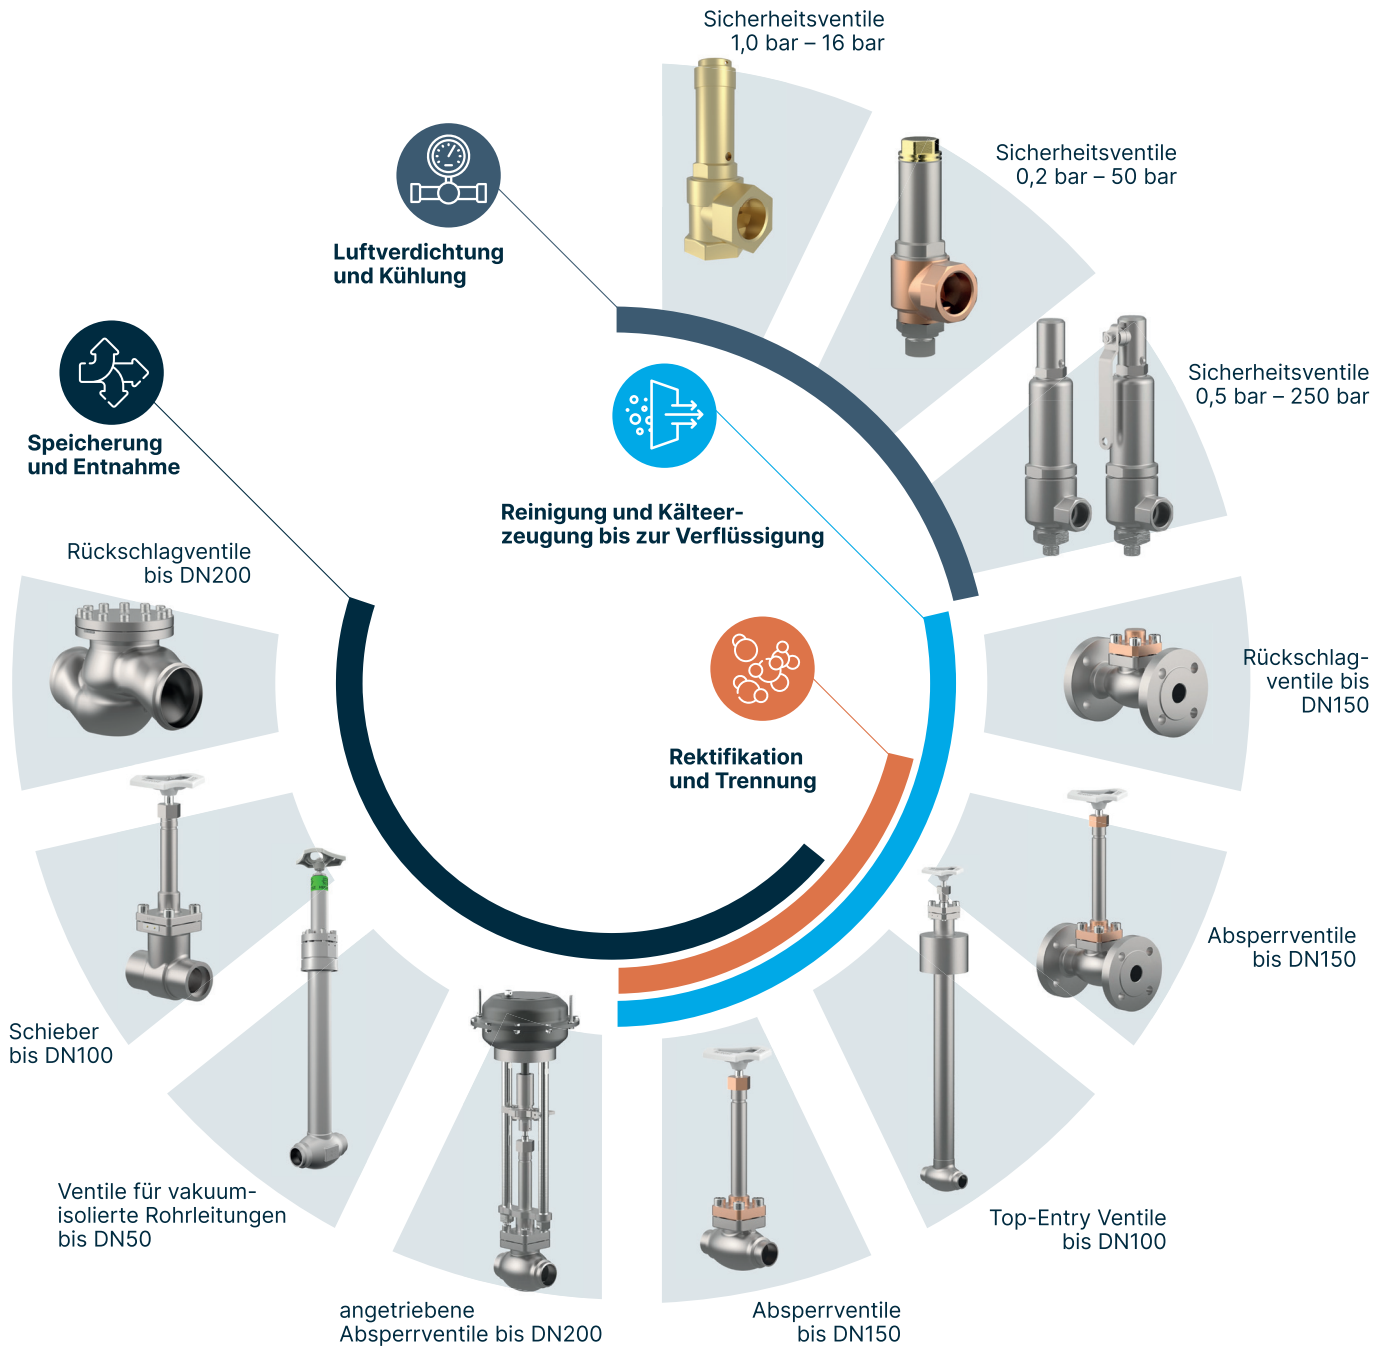 Sicherheitsventile
1,0 bar – 16 bar
Sicherheitsventile
0,2 bar – 50 bar
Luftverdichtung
und Kühlung
Sicherheitsventile
0,5 bar – 250 bar
Speicherung
und Entnahme
Reinigung und Kälteer-
zeugung bis zur Verflüssigung
Rückschlagventile
bis DN200
Rückschlag-
ventile bis
DN150
Rektifikation
und Trennung
Absperrventile
bis DN150
Schieber
bis DN100
Ventile für vakuum-
isolierte Rohrleitungen
bis DN50
Top-Entry Ventile
bis DN100
angetriebene
Absperrventile bis DN200
Absperrventile
bis DN150